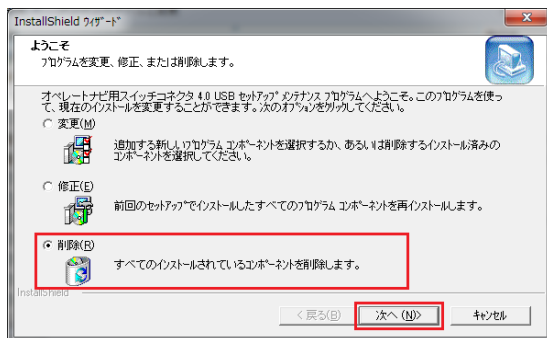 InstallShield ｳｨｻﾞｰﾄﾞ
ようこそ
ﾌﾟﾛｸﾞﾗﾑを変更、修正、または削除します。
オペレートナビ用スイッチコネクタ 4.0 USB ｾｯﾄｱｯﾌﾟ ﾒﾝﾃﾅﾝｽ ﾌﾟﾛｸﾞﾗﾑへようこそ。このﾌﾟﾛｸﾞﾗﾑを使っ
て、現在のｲﾝｽﾄｰﾙを変更することができます。次のｵﾌﾟｼｮﾝをｸﾘｯｸしてください。
変更(M)
追加する新しいﾌﾟﾛｸﾞﾗﾑ ｺﾝﾎﾟｰﾈﾝﾄを選択するか、あるいは削除するｲﾝｽﾄｰﾙ済みの
ｺﾝﾎﾟｰﾈﾝﾄを選択してください。
修正(E)
前回のｾｯﾄｱｯﾌﾟでｲﾝｽﾄｰﾙしたすべてのﾌﾟﾛｸﾞﾗﾑ ｺﾝﾎﾟｰﾈﾝﾄを再ｲﾝｽﾄｰﾙします。
削除(R)
すべてのｲﾝｽﾄｰﾙされているｺﾝﾎﾟｰﾈﾝﾄを削除します。
InstallShield
< 戻る(B) 次へ (N)> ｷｬﾝｾﾙ